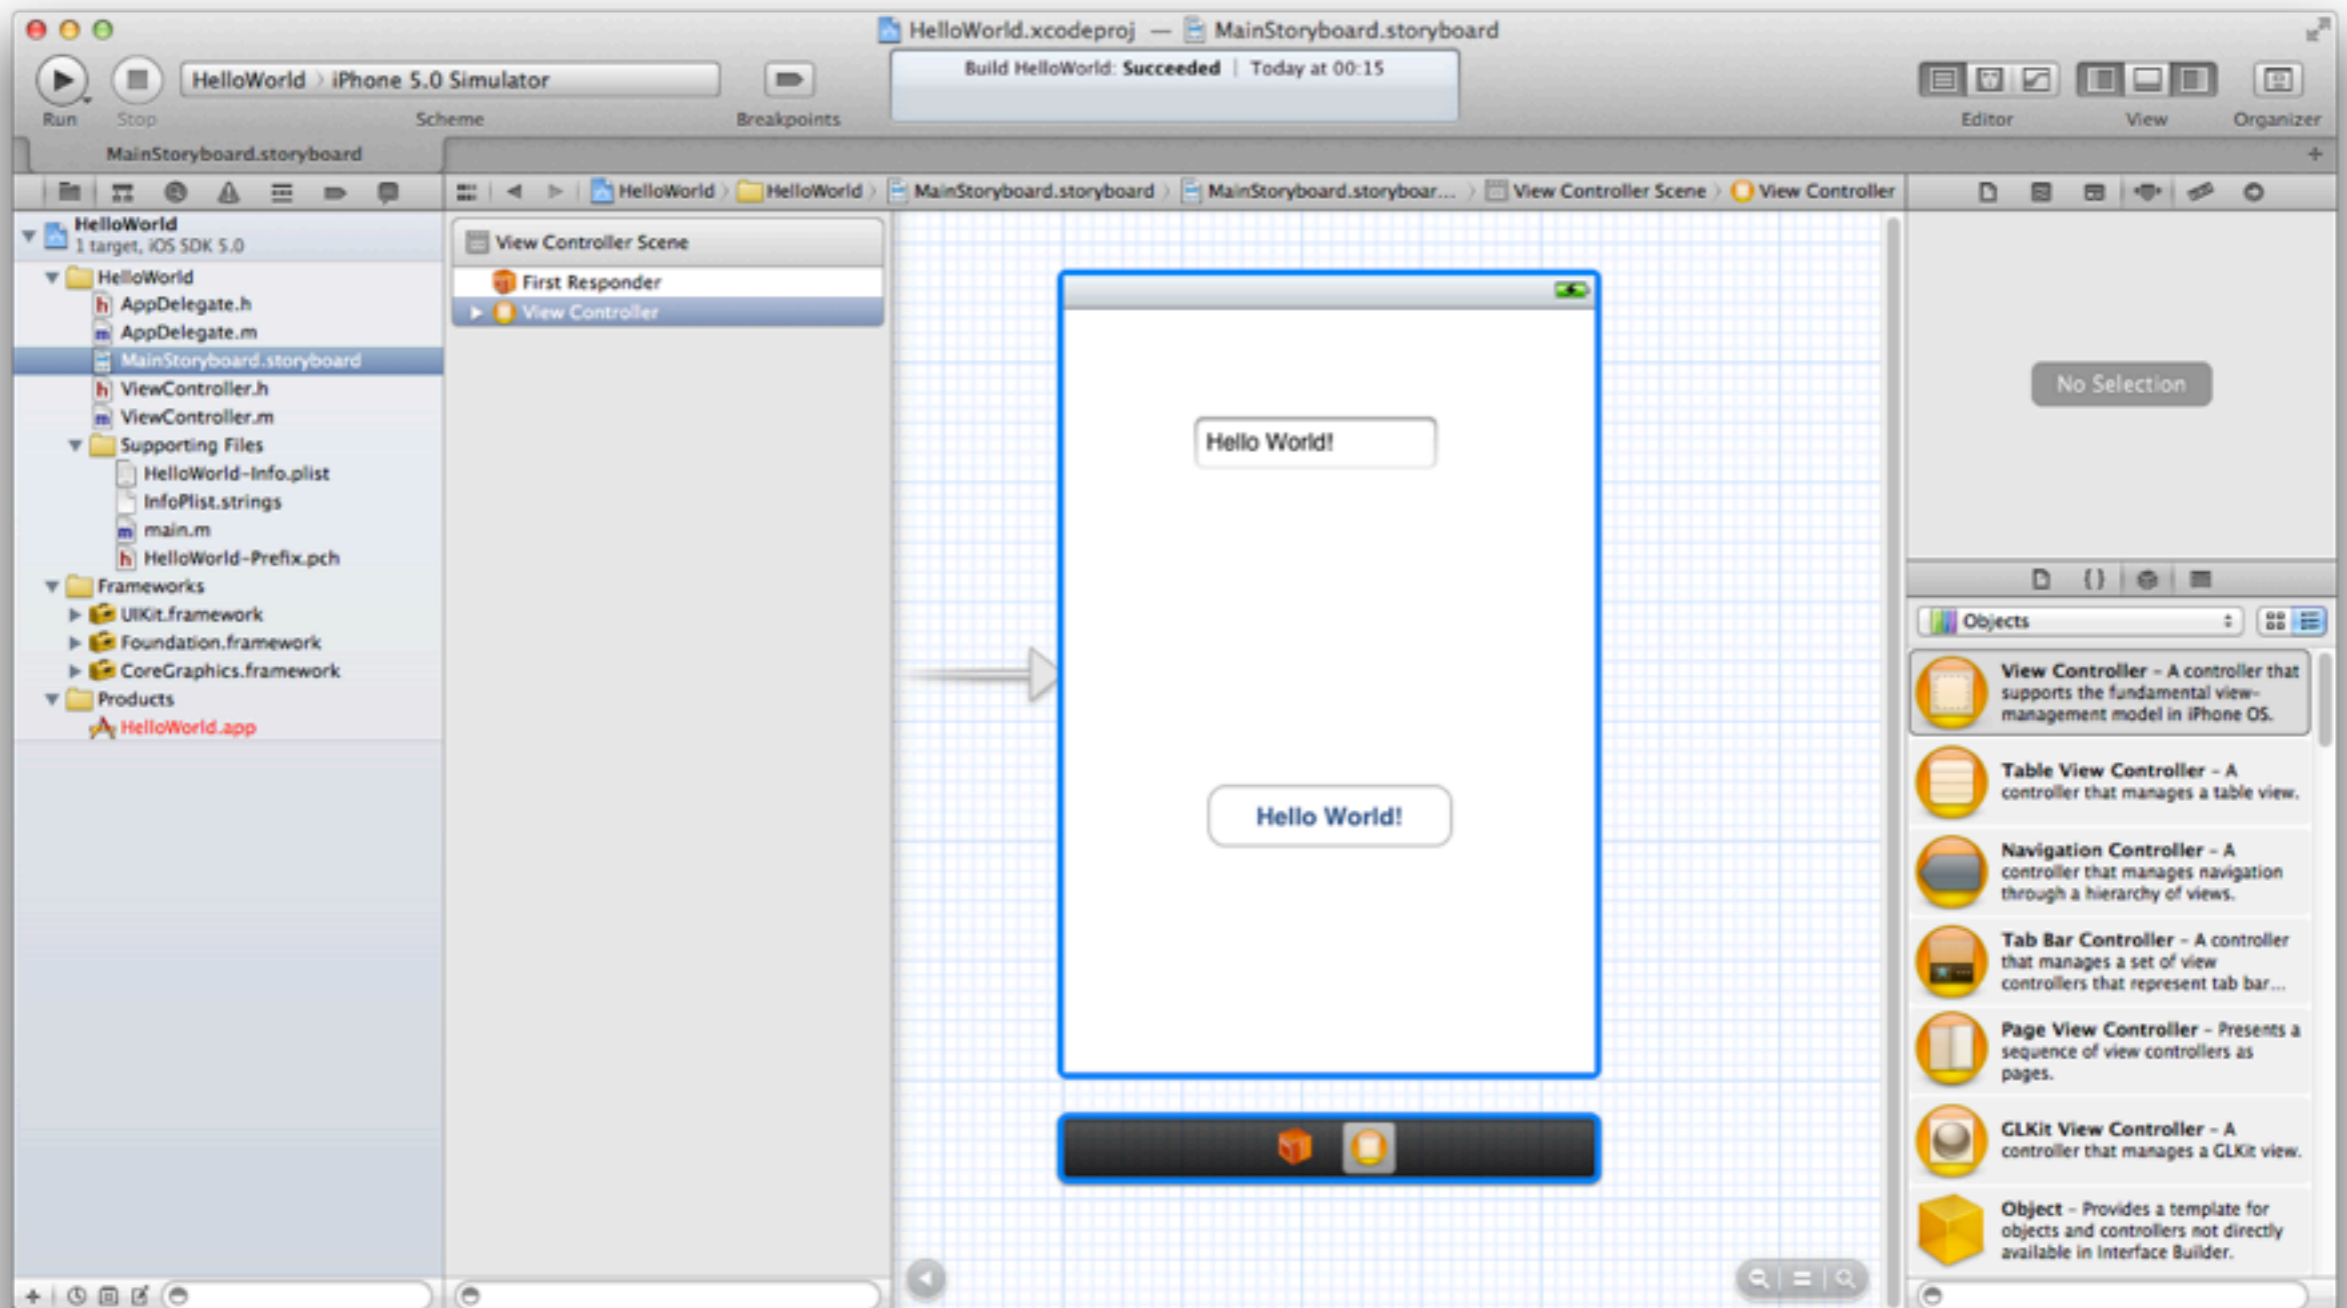 HelloWorld.xcodeproj — MainStoryboard.storyboard
HelloWorld › iPhone 5.0 Simulator
Build HelloWorld: Succeeded | Today at 00:15
Run
Stop
Scheme
Breakpoints
Editor
View
Organizer
MainStoryboard.storyboard
HelloWorld
HelloWorld
MainStoryboard.storyboard
MainStoryboard.storyboar...
View Controller Scene
View Controller
HelloWorld
1 target, iOS SDK 5.0
HelloWorld
AppDelegate.h
AppDelegate.m
MainStoryboard.storyboard
ViewController.h
ViewController.m
Supporting Files
HelloWorld-Info.plist
InfoPlist.strings
main.m
HelloWorld-Prefix.pch
Frameworks
UIKit.framework
Foundation.framework
CoreGraphics.framework
Products
HelloWorld.app
View Controller Scene
First Responder
View Controller
Hello World!
Hello World!
No Selection
Objects
View Controller – A controller that
supports the fundamental view-
management model in iPhone OS.
Table View Controller – A
controller that manages a table view.
Navigation Controller – A
controller that manages navigation
through a hierarchy of views.
Tab Bar Controller – A controller
that manages a set of view
controllers that represent tab bar...
Page View Controller – Presents a
sequence of view controllers as
pages.
GLKit View Controller – A
controller that manages a GLKit view.
Object – Provides a template for
objects and controllers not directly
available in Interface Builder.